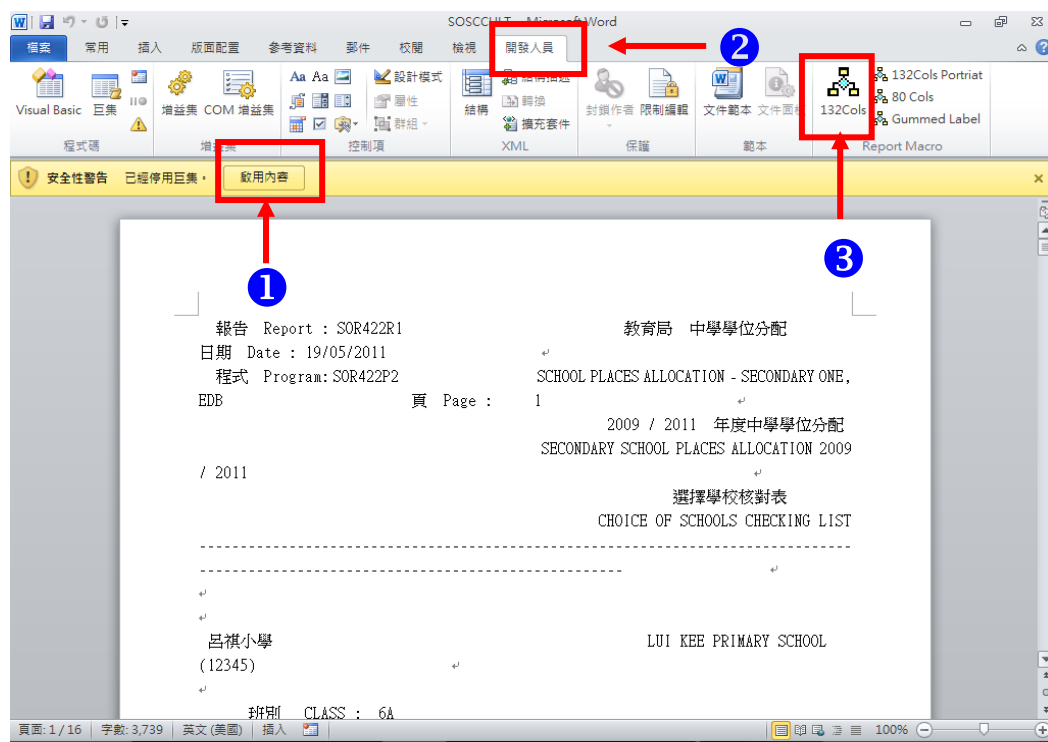 SOSCCHLT - Microsoft Word
檔案 常用 插入 版面配置 參考資料 郵件 校閱 檢視 開發人員
2
Visual Basic 巨集
增益集 COM 增益集
Aa Aa 設計模式
屬性
群組
結構
轉換
擴充套件
封鎖作者 限制編輯
文件範本
132Cols
132Cols Portriat
80 Cols
Gummed Label
程式碼 控制項 XML 保護 範本 Report Macro
安全性警告 已經停用巨集。 啟用內容
3
1
報告 Report : SOR422R1 教育局 中學學位分配
日期 Date : 19/05/2011
程式 Program: SOR422P2 SCHOOL PLACES ALLOCATION - SECONDARY ONE,
EDB 頁 Page : 1
2009 / 2011 年度中學學位分配
SECONDARY SCHOOL PLACES ALLOCATION 2009
/ 2011
選擇學校核對表
CHOICE OF SCHOOLS CHECKING LIST
--------------------------------------------------------------------------------
----------------------------------------------------
呂祺小學 LUI KEE PRIMARY SCHOOL
(12345)
班別 CLASS : 6A
頁面: 1 / 16 字數: 3,739 英文 (美國) 插入 100%